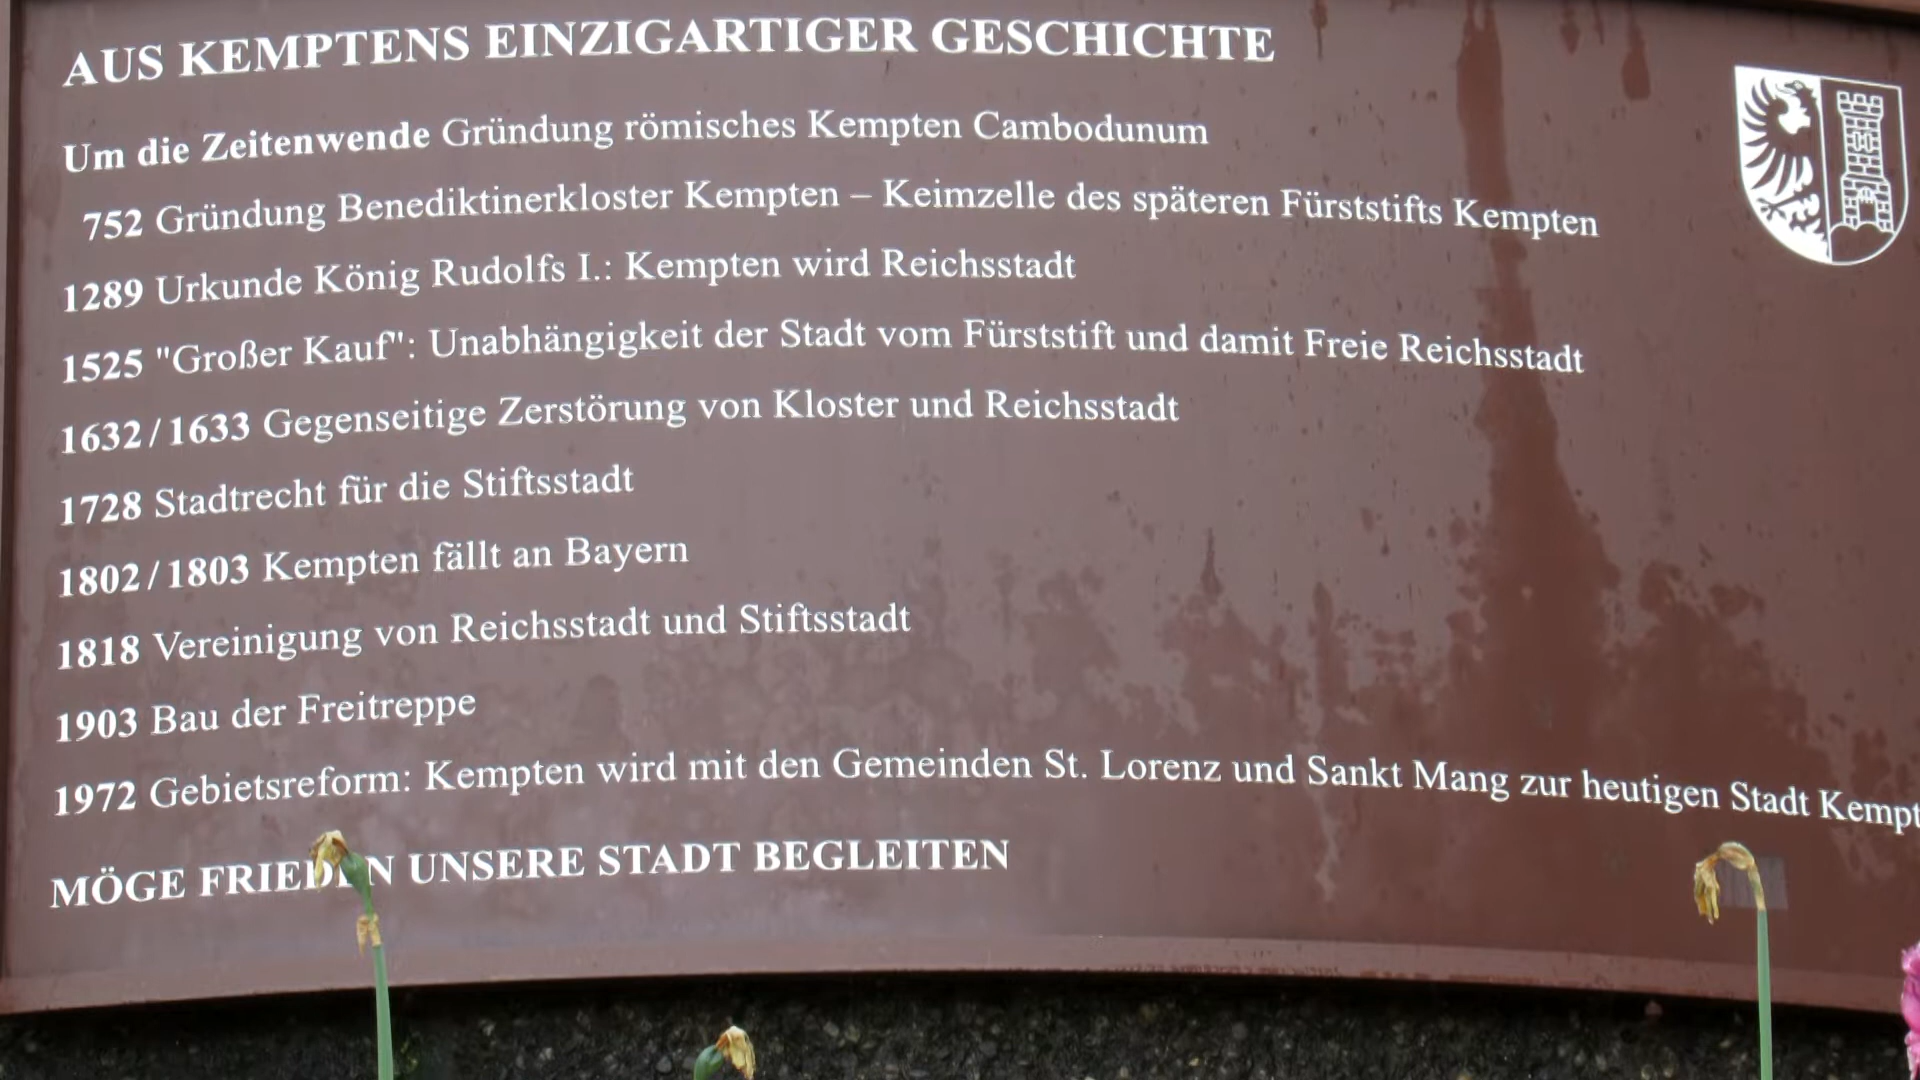 AUS KEMPTENS EINZIGARTIGER GESCHICHTE
Um die Zeitenwende Gründung römisches Kempten Cambodunum
752 Gründung Benediktinerkloster Kempten – Keimzelle des späteren Fürststifts Kempten
1289 Urkunde König Rudolfs I.: Kempten wird Reichsstadt
1525 "Großer Kauf": Unabhängigkeit der Stadt vom Fürststift und damit Freie Reichsstadt
1632/1633 Gegenseitige Zerstörung von Kloster und Reichsstadt
1728 Stadtrecht für die Stiftsstadt
1802/1803 Kempten fällt an Bayern
1818 Vereinigung von Reichsstadt und Stiftsstadt
1903 Bau der Freitreppe
1972 Gebietsreform: Kempten wird mit den Gemeinden St. Lorenz und Sankt Mang zur heutigen Stadt Kempt
MÖGE FRIEDEN UNSERE STADT BEGLEITEN